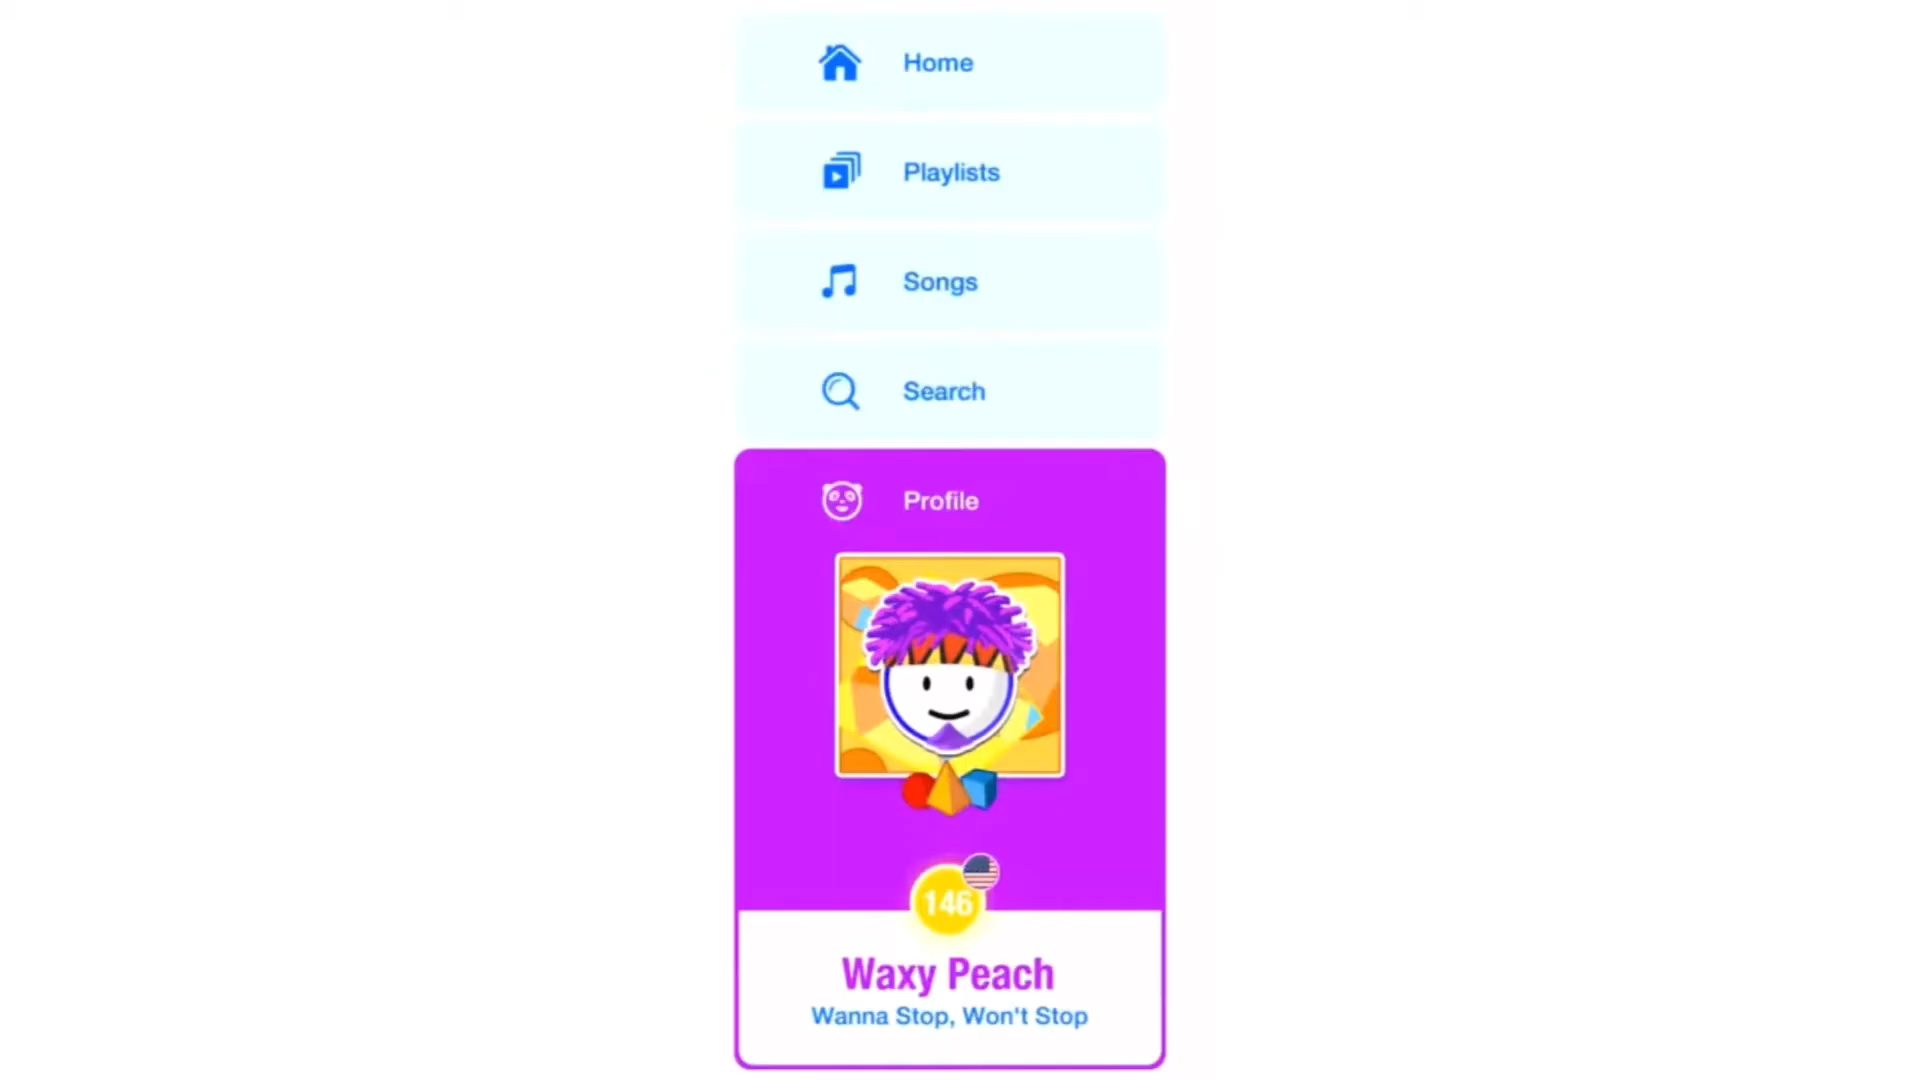 Home
Playlists
Songs
Search
Profile
146
Waxy Peach
Wanna Stop, Won't Stop